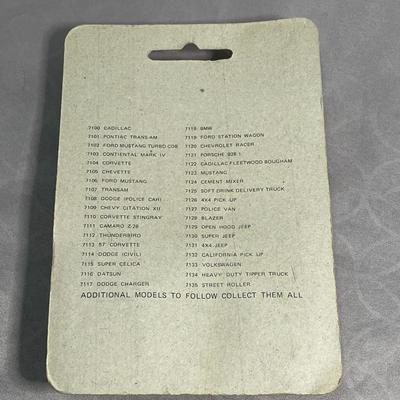 7100 CADILLAC
7101 PONTIAC TRANS-AM
7102 FORD MUSTANG TURBO COB
7103 CONTIENTAL MARK IV
7104 CORVETTE
7105 CHEVETTE
7106 FORD MUSTANG
7107 TRANSAM
7108 DODGE (POLICE CAR)
7109 CHEVY CITATION XII
7110 CORVETTE STINGRAY
7111 CAMARO Z-28
7112 THUNDERBIRD
7113 57 CORVETTE
7114 DODGE (CIVIL)
7115 SUPER CELICA
7116 DATSUN
7117 DODGE CHARGER
7118 BMW
7119 FORD STATION WAGON
7120 CHEVROLET RACER
7121 PORSCHE 928
7122 CADILLAC FLEETWOOD BOUGHAM
7123 MUSTANG
7124 CEMENT MIXER
7125 SOFT DRINK DELIVERY TRUCK
7126 4X4 PICK UP
7127 POLICE VAN
7128 BLAZER
7129 OPEN HOOD JEEP
7130 SUPER JEEP
7131 4X4 JEEP
7132 CALIFORNIA PICK UP
7133 VOLKSWAGEN
7134 HEAVY DUTY TIPPER TRUCK
7135 STREET ROLLER
ADDITIONAL MODELS TO FOLLOW COLLECT THEM ALL